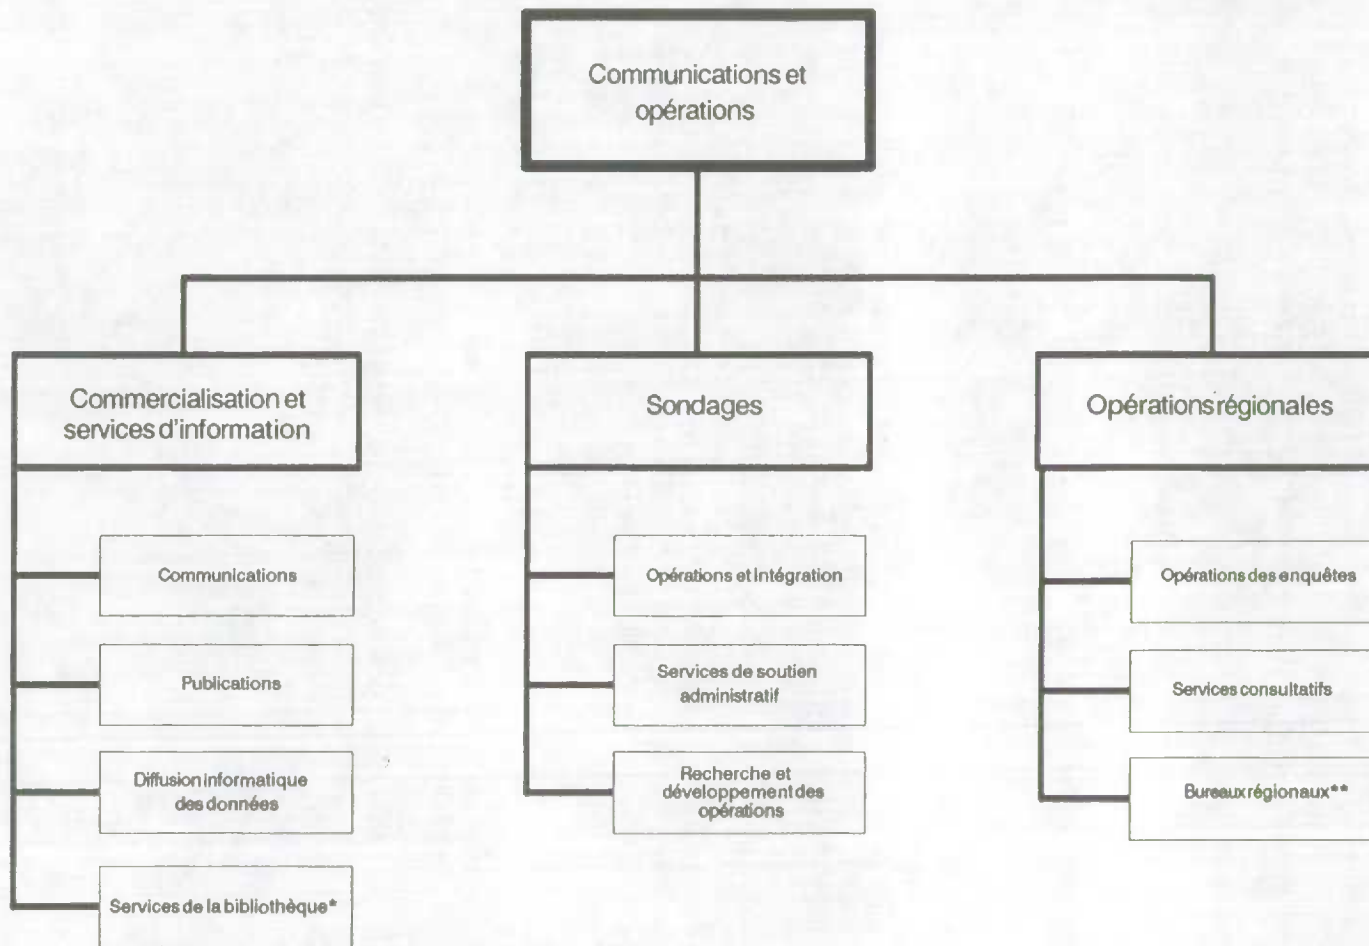 Communications et
opérations
Commercialisation et
services d'information
Communications
Publications
Diffusion informatique
des données
Services de la bibliothèque*
Sondages
Opérations et Intégration
Services de soutien
administratif
Recherche et
développement des
opérations
Opérations régionales
Opérations des enquêtes
Services consultatifs
Bureaux régionaux**